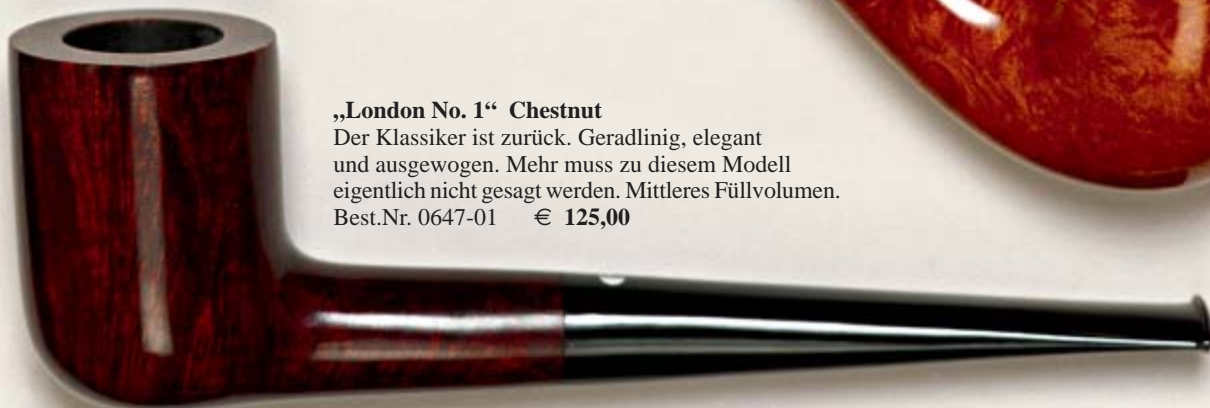 „London No. 1“ Chestnut
Der Klassiker ist zurück. Geradlinig, elegant
und ausgewogen. Mehr muss zu diesem Modell
eigentlich nicht gesagt werden. Mittleres Füllvolumen.
Best.Nr. 0647-01 € 125,00